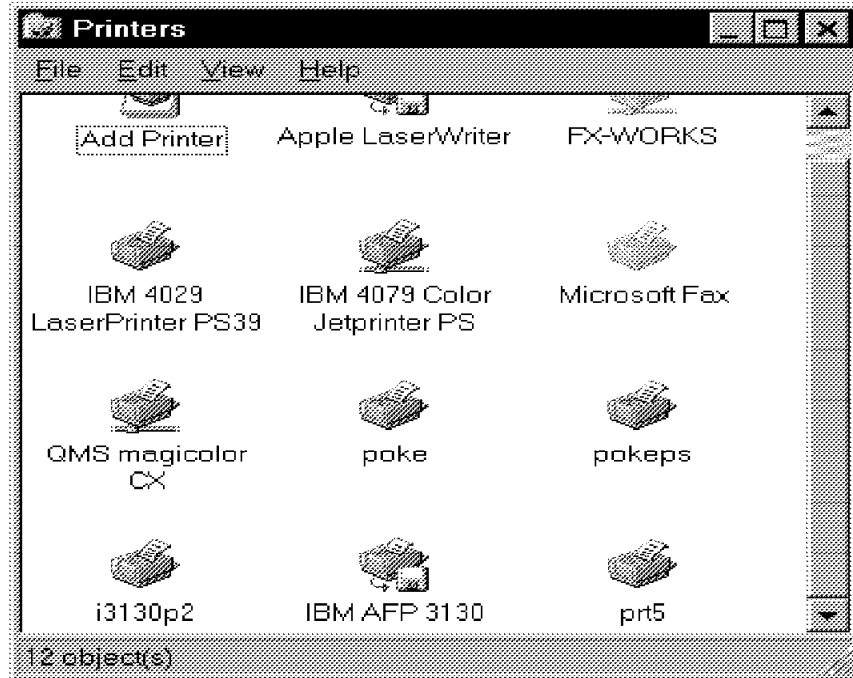 Printers
File Edit View Help
Add Printer Apple LaserWriter FX-WORKS
IBM 4029 IBM 4079 Color Microsoft Fax
LaserPrinter PS39 Jetprinter PS
QMS magicolor poke pokeps
CX
i3130p2 IBM AFP 3130 prt5
12 object(s)